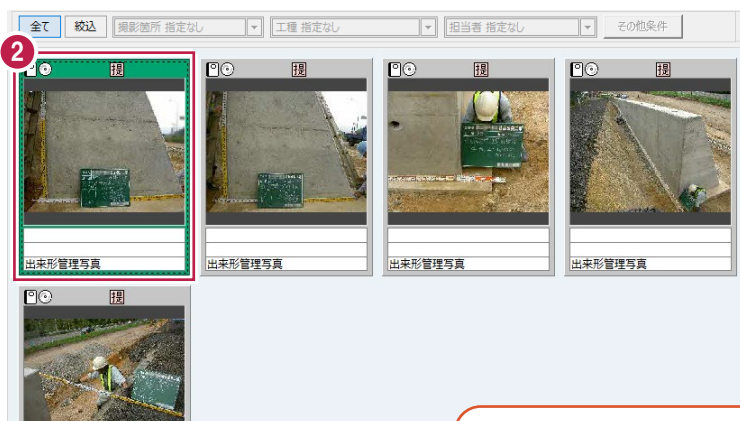 全て 絞込 撮影箇所 指定なし 工種 指定なし 担当者 指定なし その他条件
2
提 提 提 提
出来形管理写真 出来形管理写真 出来形管理写真 出来形管理写真
提